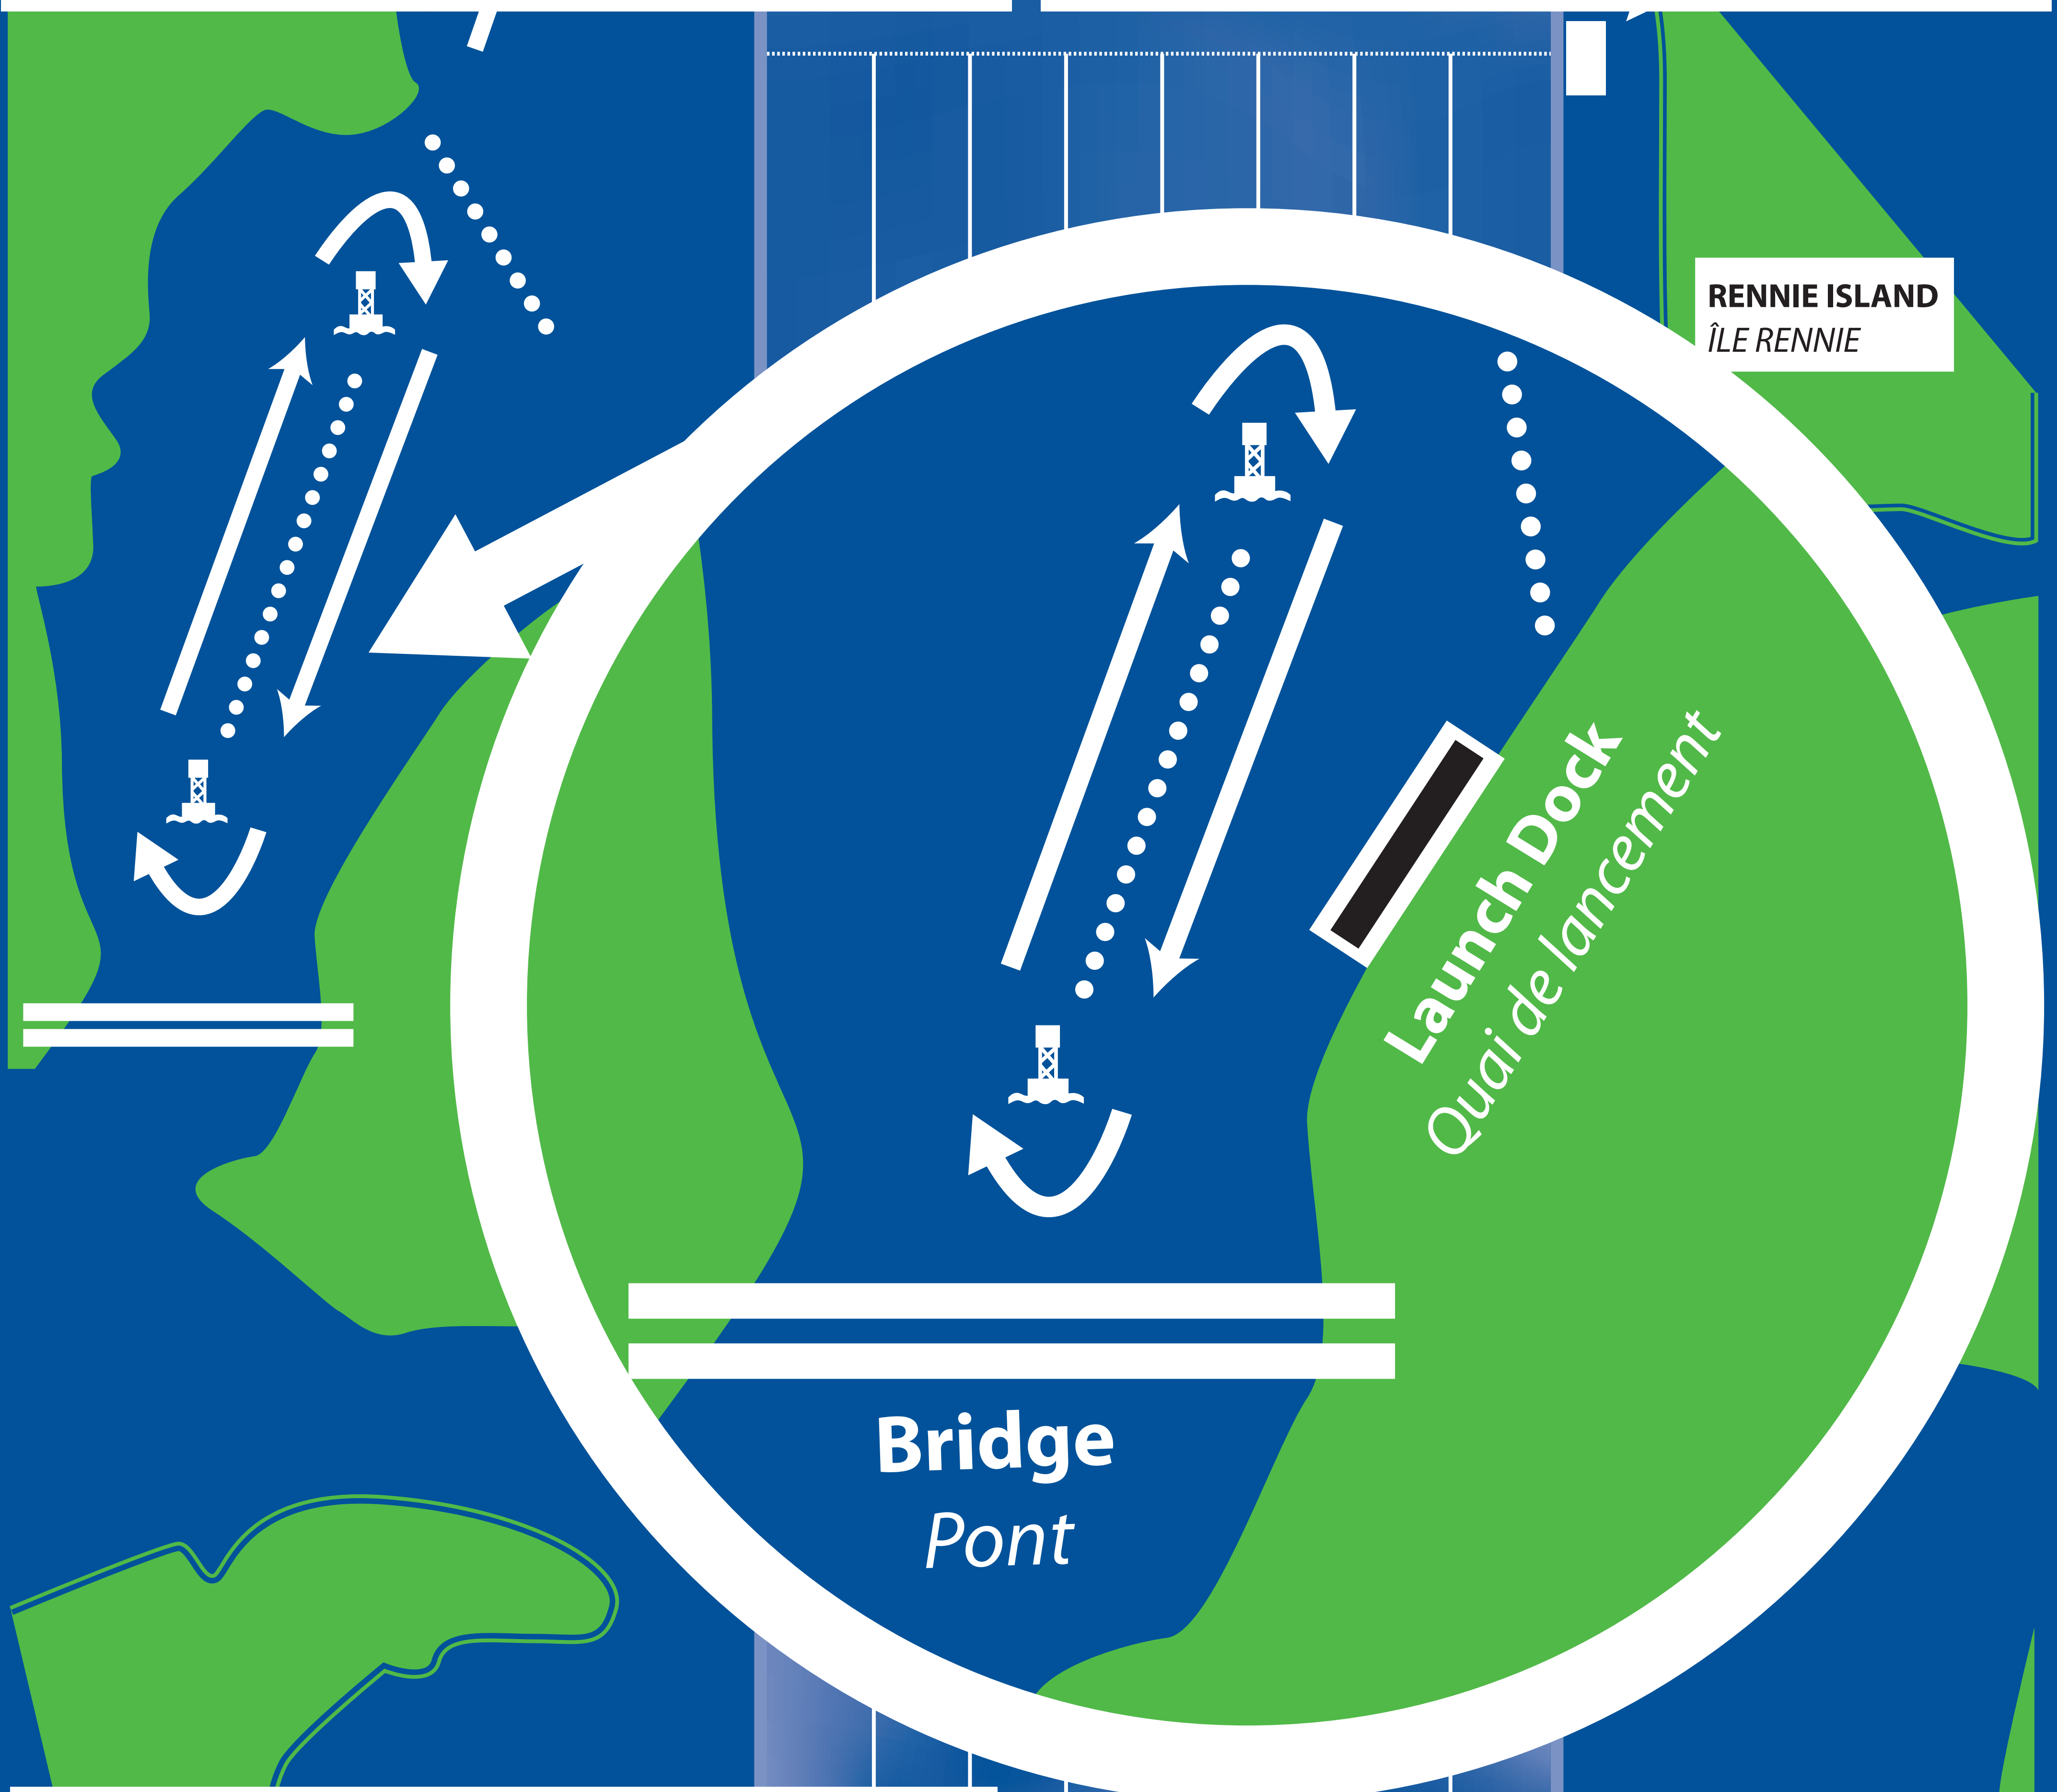 RENNIE ISLAND
ÎLE RENNIE
Launch Dock
Quai de lancement
Bridge
Pont